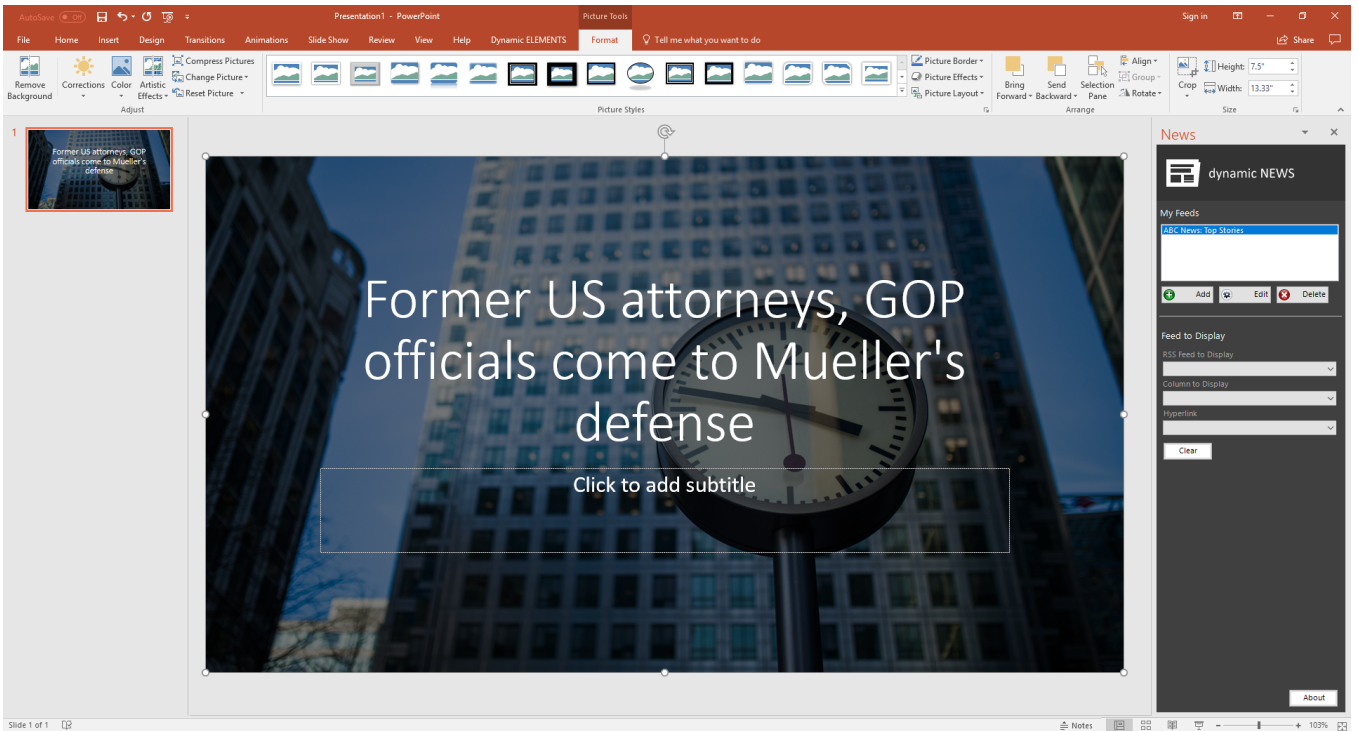 AutoSave Off
Presentation1 - PowerPoint
Picture Tools
Sign in
File Home Insert Design Transitions Animations Slide Show Review View Help Dynamic ELEMENTS Format Tell me what you want to do
Share
Remove Background
Corrections
Color
Artistic Effects
Compress Pictures
Change Picture
Reset Picture
Adjust
Picture Styles
Picture Border
Picture Effects
Picture Layout
Bring Forward
Send Backward
Selection Pane
Align
Group
Rotate
Arrange
Crop
Height: 7.5"
Width: 13.33"
Size
1
Former US attorneys, GOP
officials come to Mueller's
defense
Former US attorneys, GOP
officials come to Mueller's
defense
Click to add subtitle
News
dynamic NEWS
My Feeds
ABC News: Top Stories
Add Edit Delete
Feed to Display
RSS Feed to Display
Column to Display
Hyperlink
Clear
About
Slide 1 of 1
Notes
103%